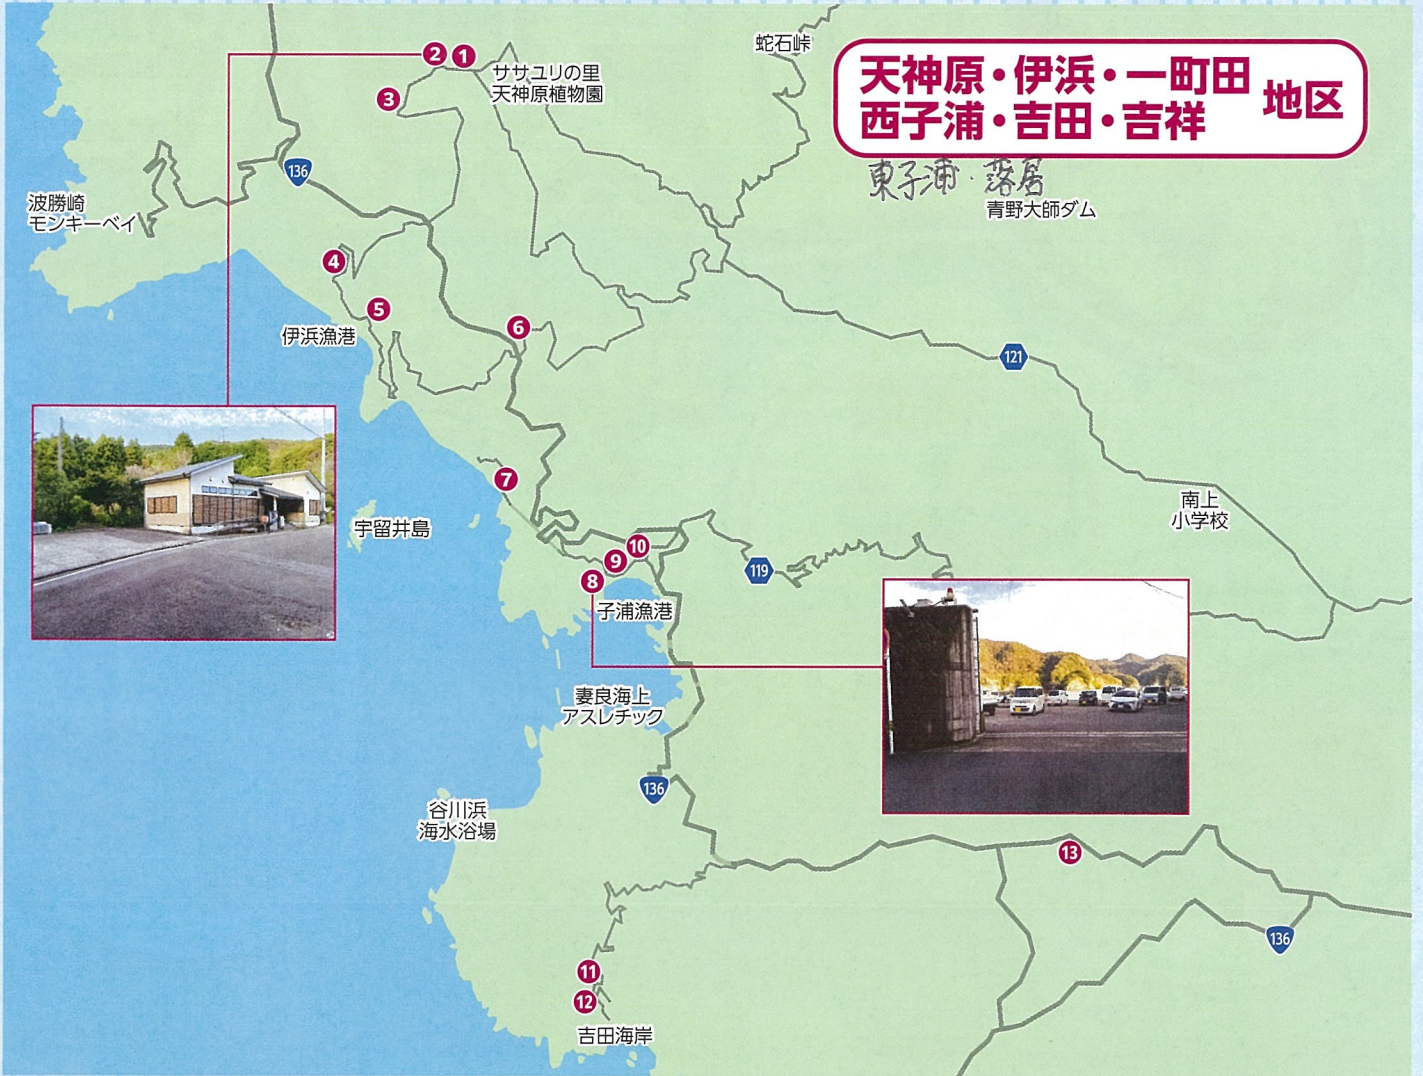 天神原・伊浜・一町田
西子浦・吉田・吉祥
地区
東子浦・落居
蛇石峠
2
1
ササユリの里
天神原植物園
3
136
波勝崎
モンキーベイ
青野大師ダム
4
5
伊浜漁港
6
121
7
宇留井島
南上
小学校
10
9
8
119
子浦漁港
妻良海上
アスレチック
136
谷川浜
海水浴場
13
136
11
12
吉田海岸